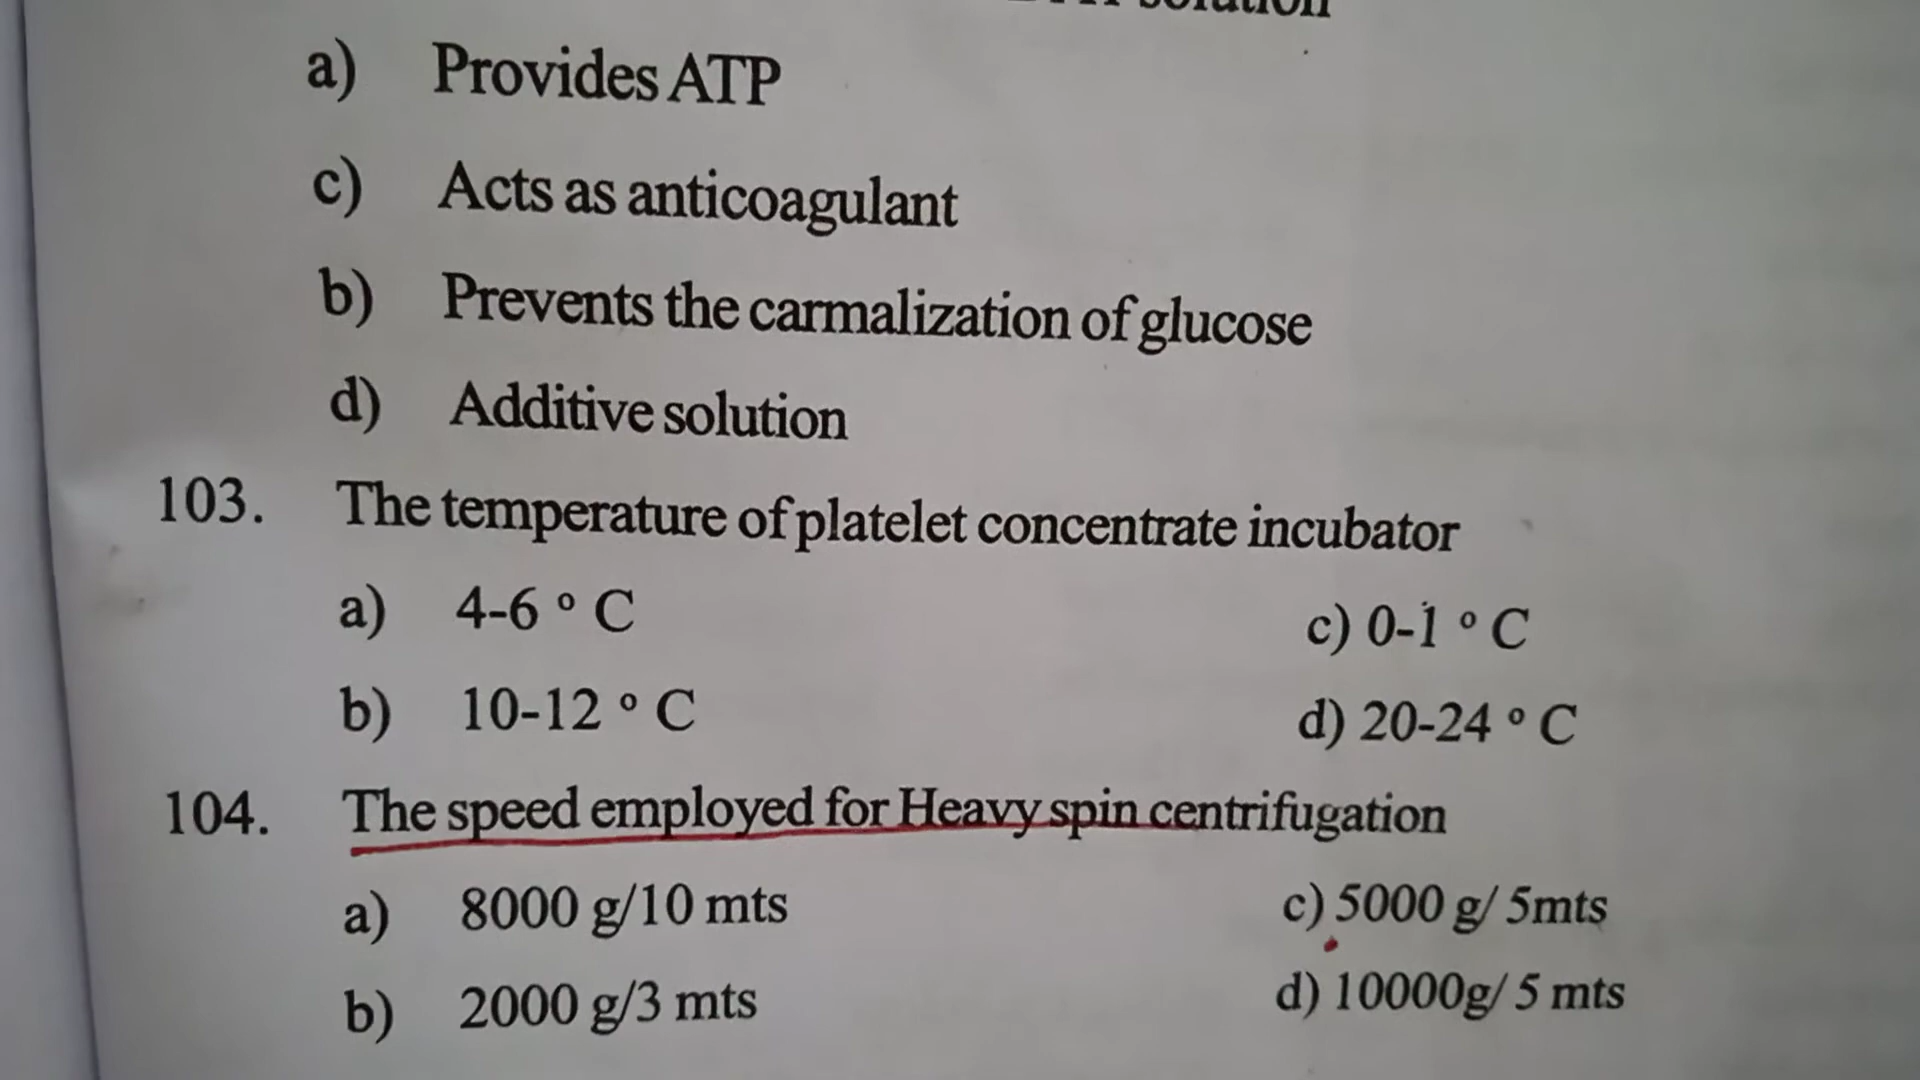 solution
a) Provides ATP
c) Acts as anticoagulant
b) Prevents the carmalization of glucose
d) Additive solution
103. The temperature of platelet concentrate incubator
a) 4-6 ° C c) 0-1 ° C
b) 10-12 ° C d) 20-24 ° C
104. The speed employed for Heavy spin centrifugation
a) 8000 g/10 mts c) 5000 g/ 5mts
b) 2000 g/3 mts d) 10000g/ 5 mts